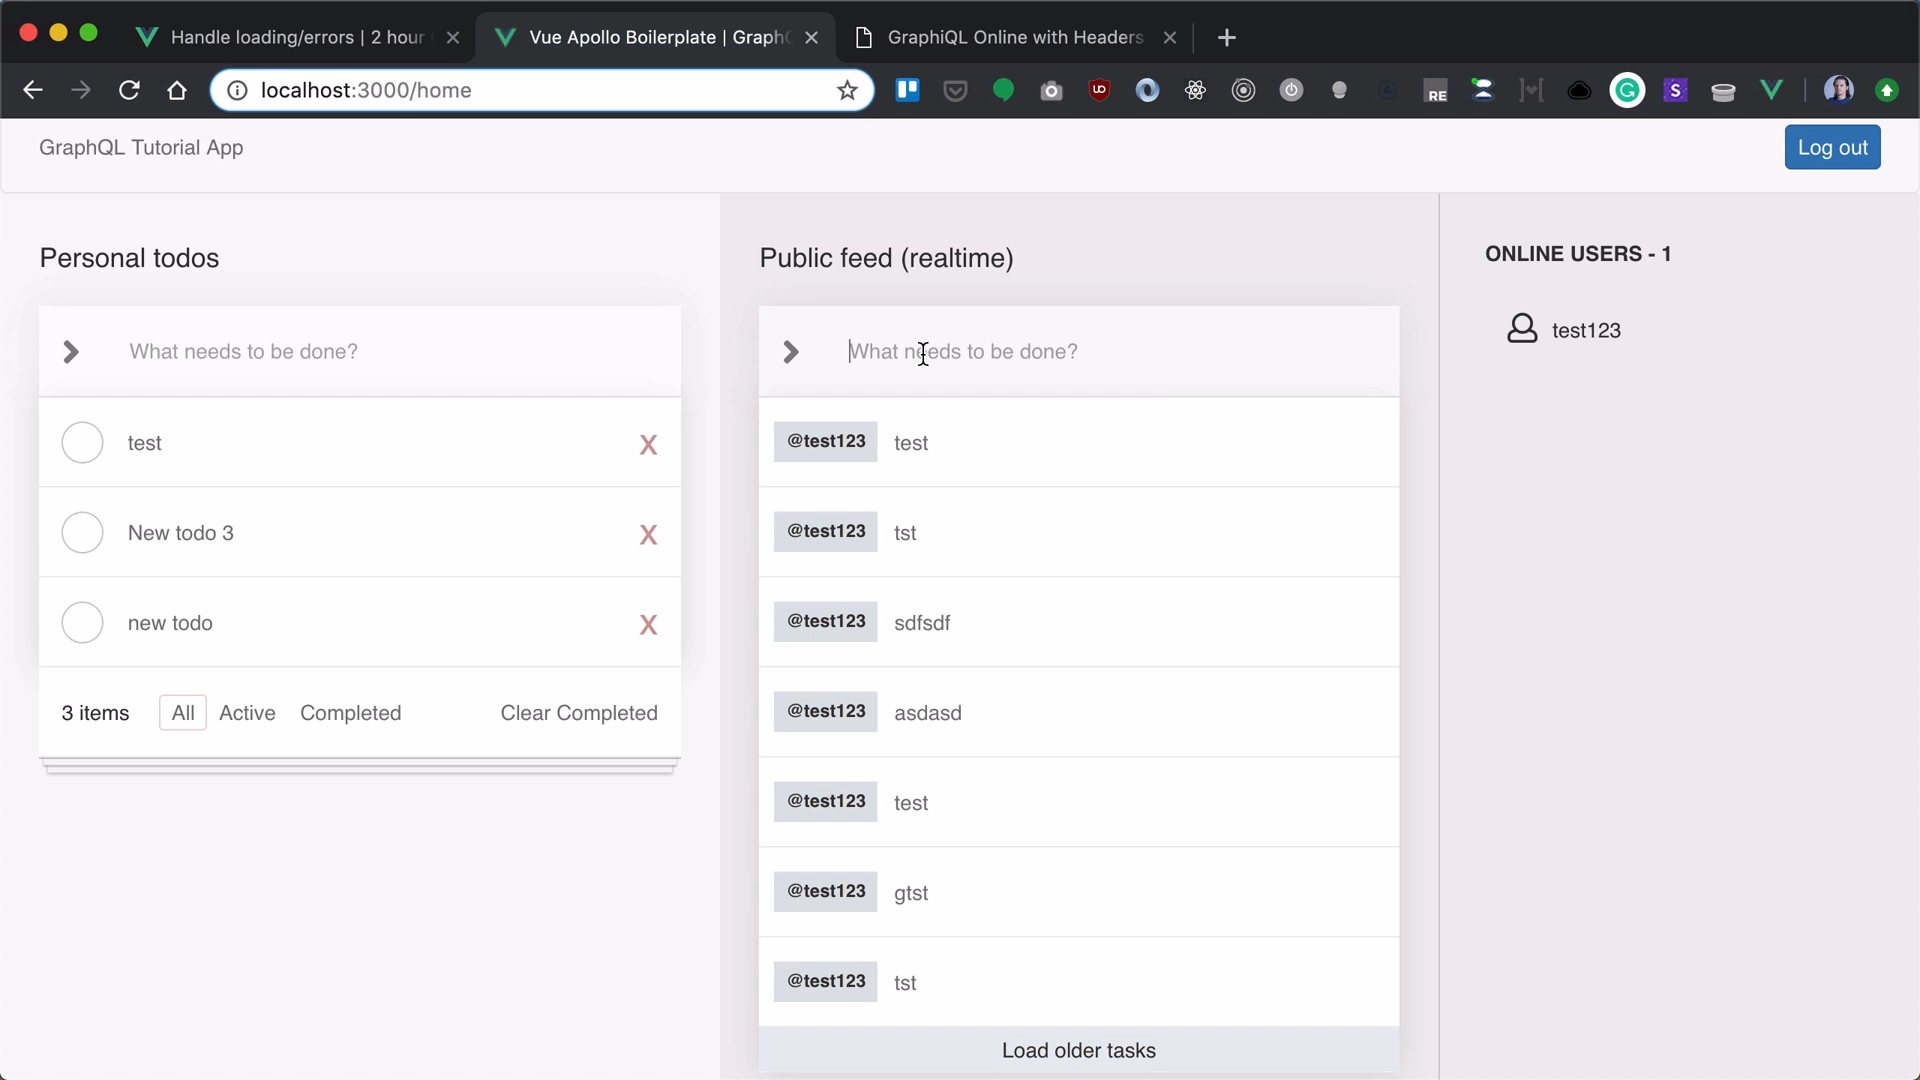 Handle loading/errors | 2 hour
Vue Apollo Boilerplate | Graph
GraphiQL Online with Headers
localhost:3000/home
UO
RE
S
GraphQL Tutorial App
Log out
Personal todos
What needs to be done?
test
X
New todo 3
X
new todo
X
3 items
All
Active
Completed
Clear Completed
Public feed (realtime)
What needs to be done?
@test123 test
@test123 tst
@test123 sdfsdf
@test123 asdasd
@test123 test
@test123 gtst
@test123 tst
Load older tasks
ONLINE USERS - 1
test123